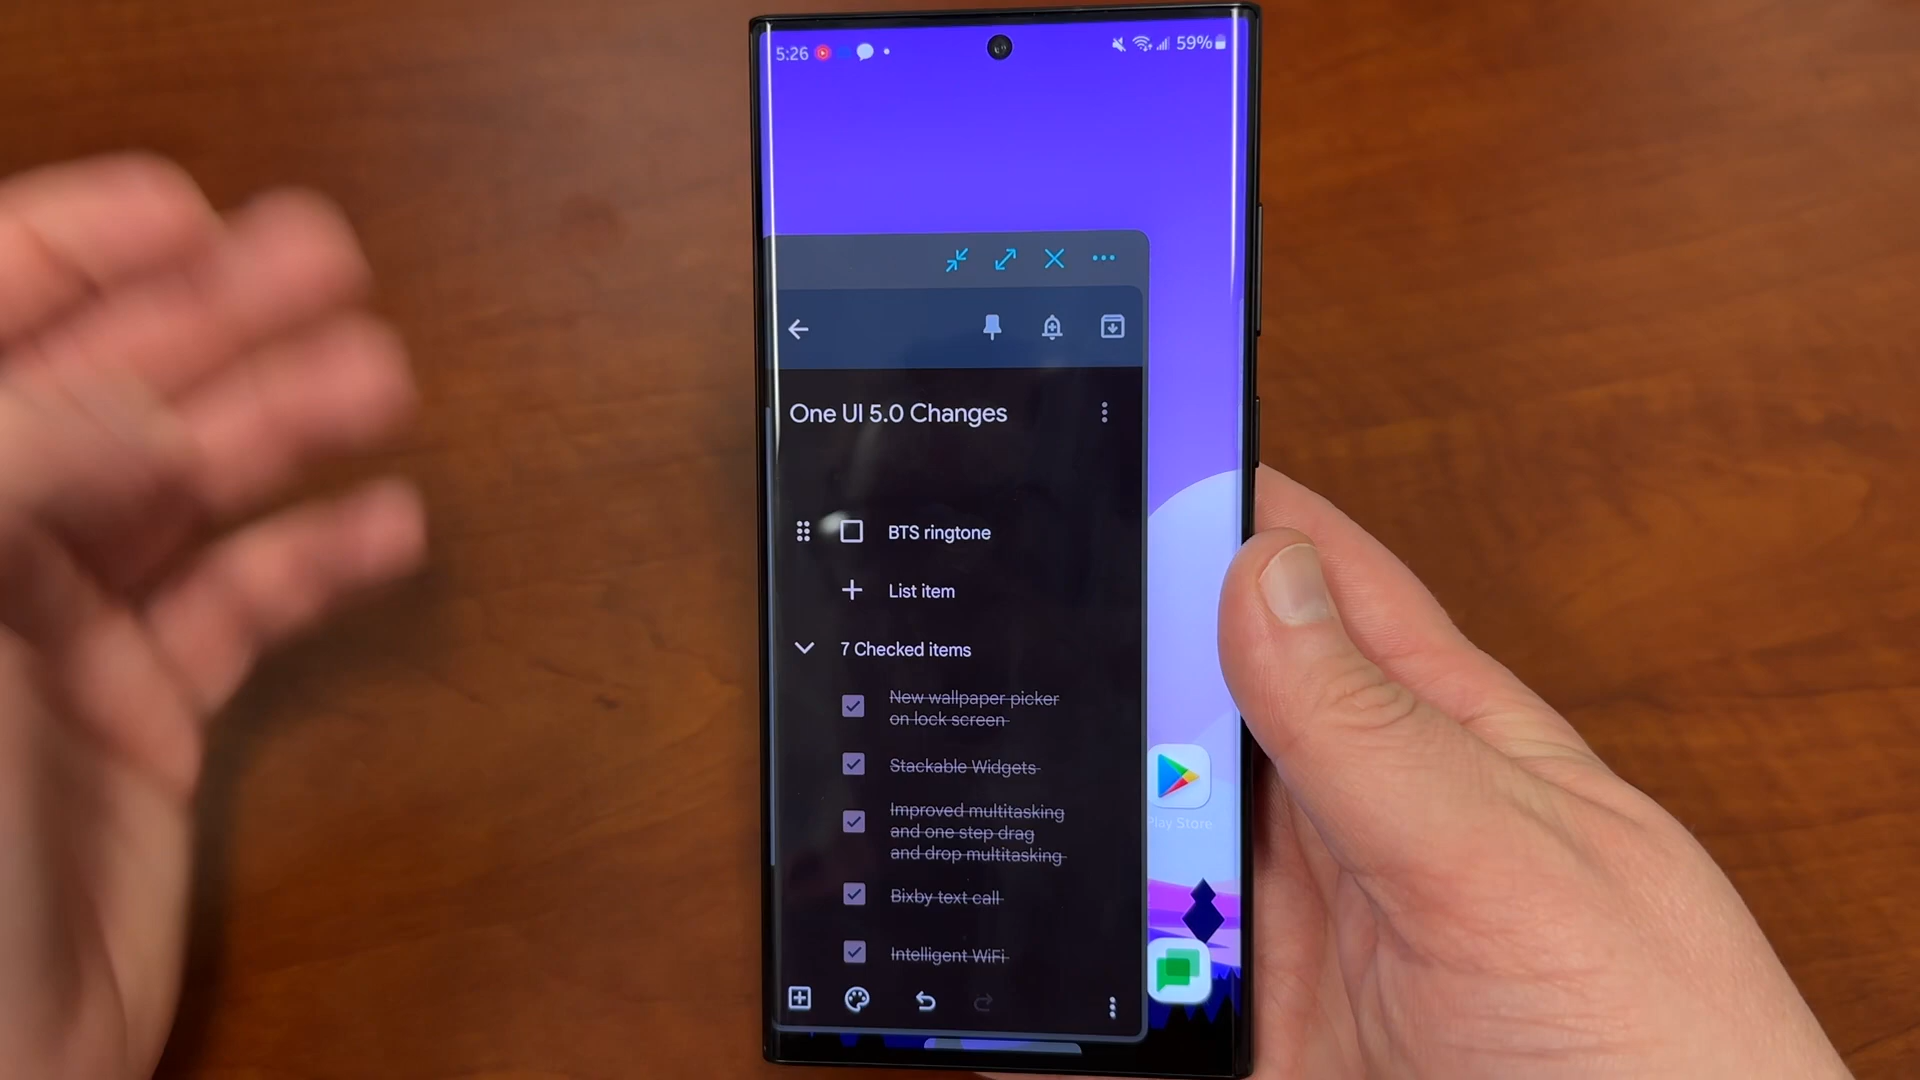 5:26
59%
One UI 5.0 Changes
BTS ringtone
List item
7 Checked items
New wallpaper picker
on lock screen
Stackable Widgets
Improved multitasking
and one step drag
and drop multitasking
Bixby text call
Intelligent WiFi
Play Store